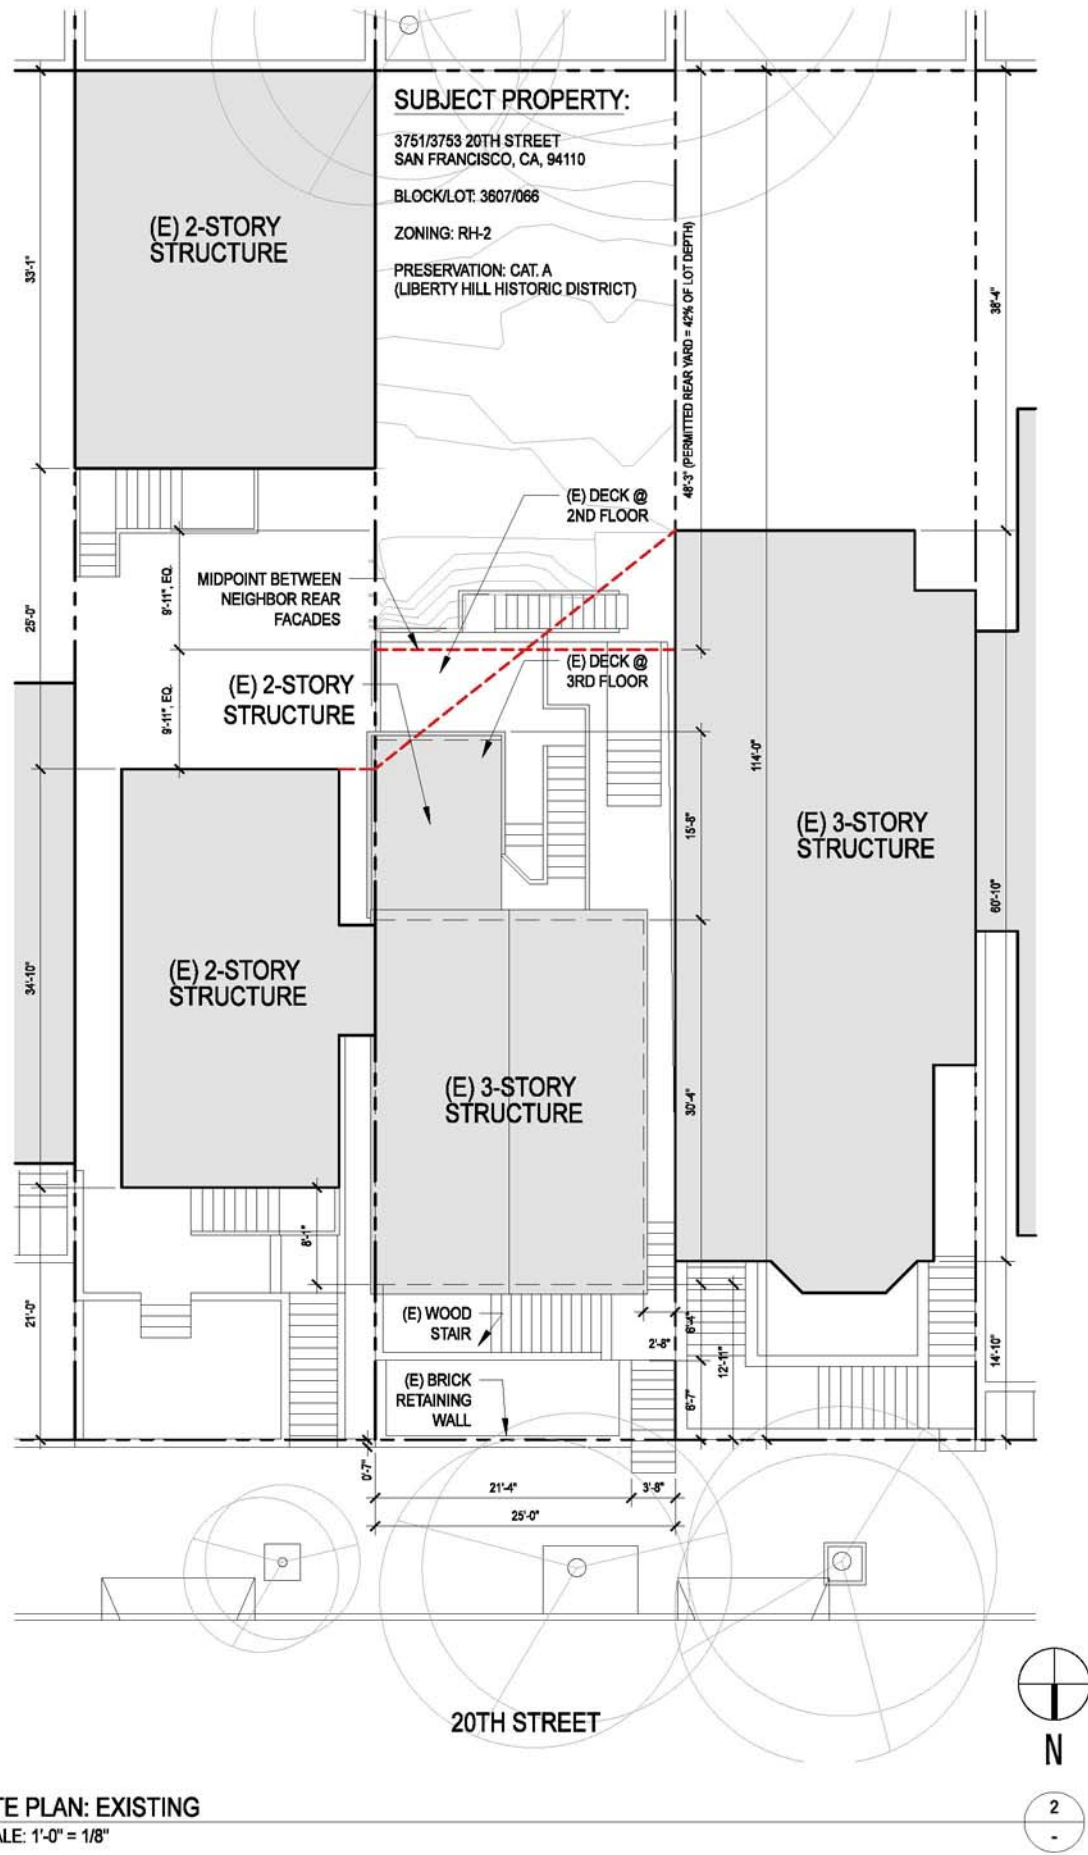 SUBJECT PROPERTY:
3751/3753 20TH STREET
SAN FRANCISCO, CA, 94110
BLOCK/LOT: 3607/066
ZONING: RH-2
PRESERVATION: CAT. A
(LIBERTY HILL HISTORIC DISTRICT)
(E) 2-STORY
STRUCTURE
33'-1"
48'-3" (PERMITTED REAR YARD = 42% OF LOT DEPTH)
38'-4"
(E) DECK @
2ND FLOOR
MIDPOINT BETWEEN
NEIGHBOR REAR
FACADES
9'-11", EQ.
25'-0"
(E) DECK @
3RD FLOOR
(E) 2-STORY
STRUCTURE
9'-11", EQ.
114'-0"
15'-8"
(E) 3-STORY
STRUCTURE
60'-10"
(E) 2-STORY
STRUCTURE
34'-10"
(E) 3-STORY
STRUCTURE
30'-4"
8'-1"
21'-0"
(E) WOOD
STAIR
2'-8"
6'-4"
12'-11"
14'-10"
(E) BRICK
RETAINING
WALL
6'-7"
0'-7"
21'-4"
3'-8"
25'-0"
20TH STREET
N
TE PLAN: EXISTING
ALE: 1'-0" = 1/8"
2
-